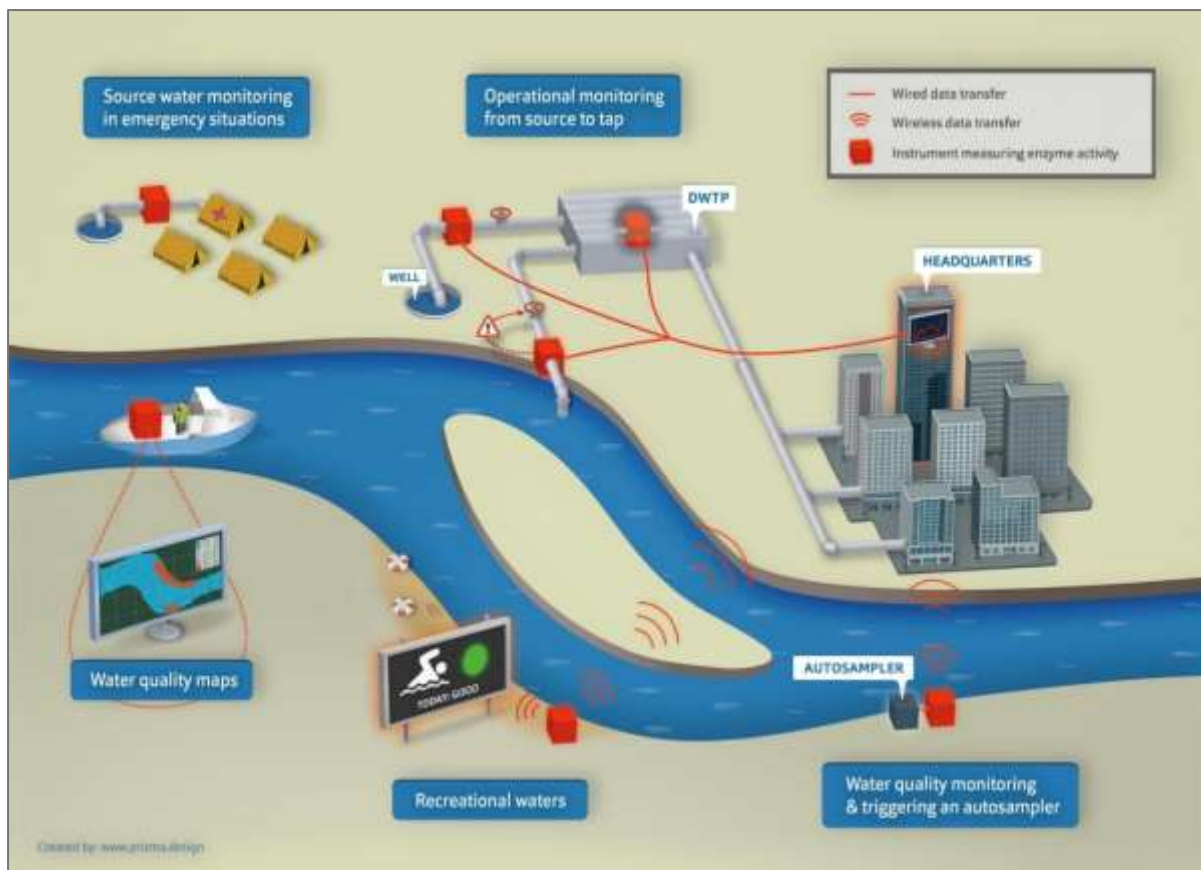 Source water monitoring
in emergency situations
Operational monitoring
from source to tap
Wired data transfer
Wireless data transfer
Instrument measuring enzyme activity
DWTP
WELL
HEADQUARTERS
Water quality maps
TODAY: GOOD
AUTOSAMPLER
Recreational waters
Water quality monitoring
& triggering an autosampler
Created by: www.prisma.design